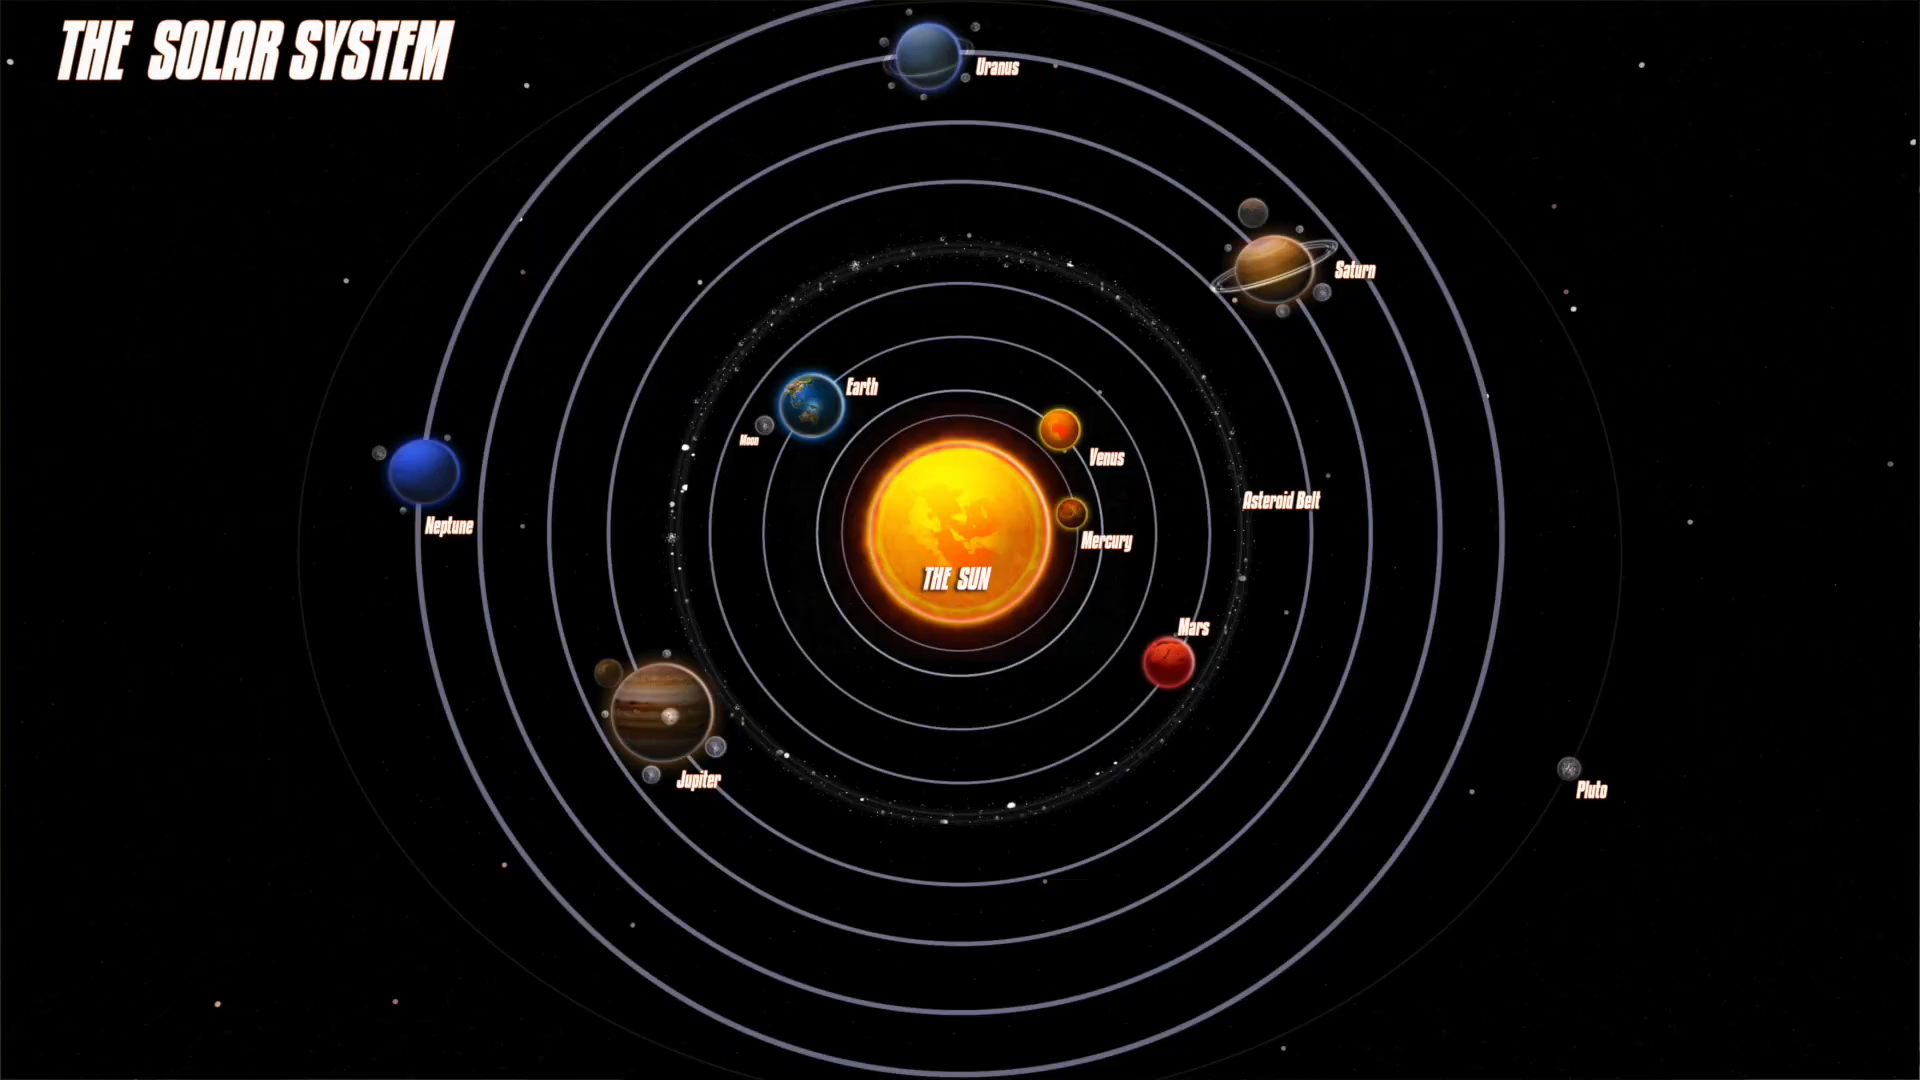 THE SOLAR SYSTEM
Uranus
Saturn
Earth
Moon
Venus
Asteroid Belt
Neptune
Mercury
THE SUN
Mars
Jupiter
Pluto